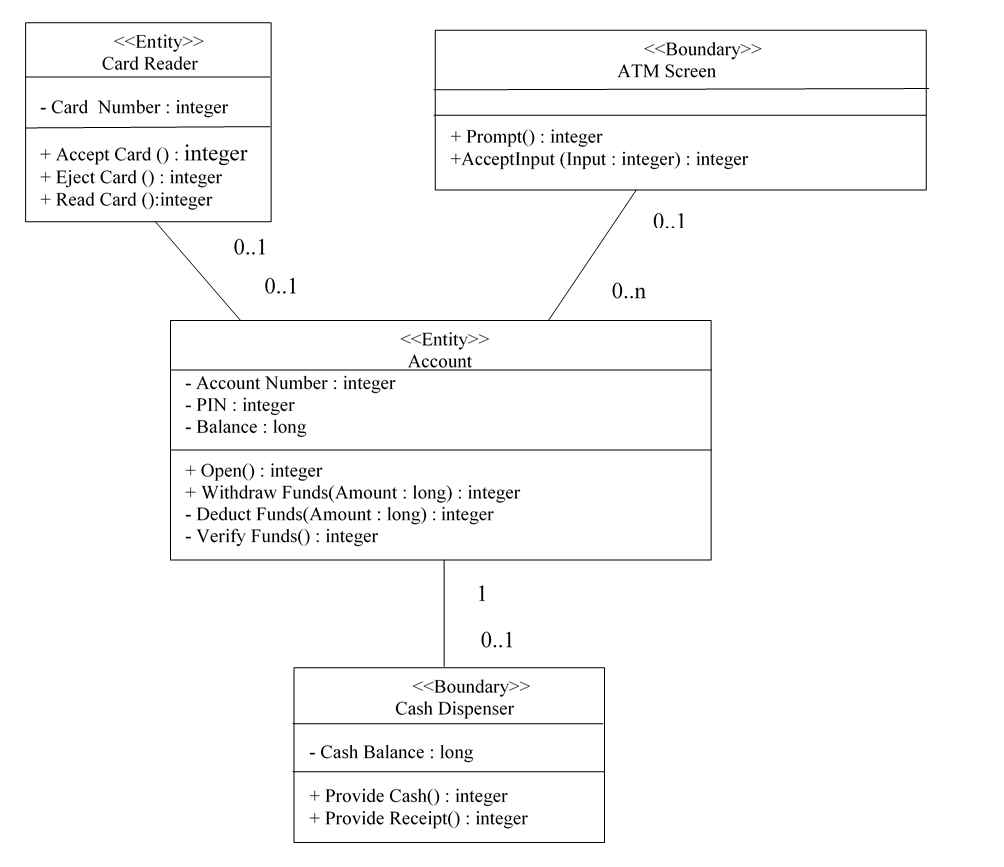 <<Entity>>
Card Reader
- Card Number : integer
+ Accept Card () : integer
+ Eject Card () : integer
+ Read Card ():integer
<<Boundary>>
ATM Screen
+ Prompt() : integer
+AcceptInput (Input : integer) : integer
0..1
0..1
0..1
0..n
<<Entity>>
Account
- Account Number : integer
- PIN : integer
- Balance : long
+ Open() : integer
+ Withdraw Funds(Amount : long) : integer
- Deduct Funds(Amount : long) : integer
- Verify Funds() : integer
1
0..1
<<Boundary>>
Cash Dispenser
- Cash Balance : long
+ Provide Cash() : integer
+ Provide Receipt() : integer